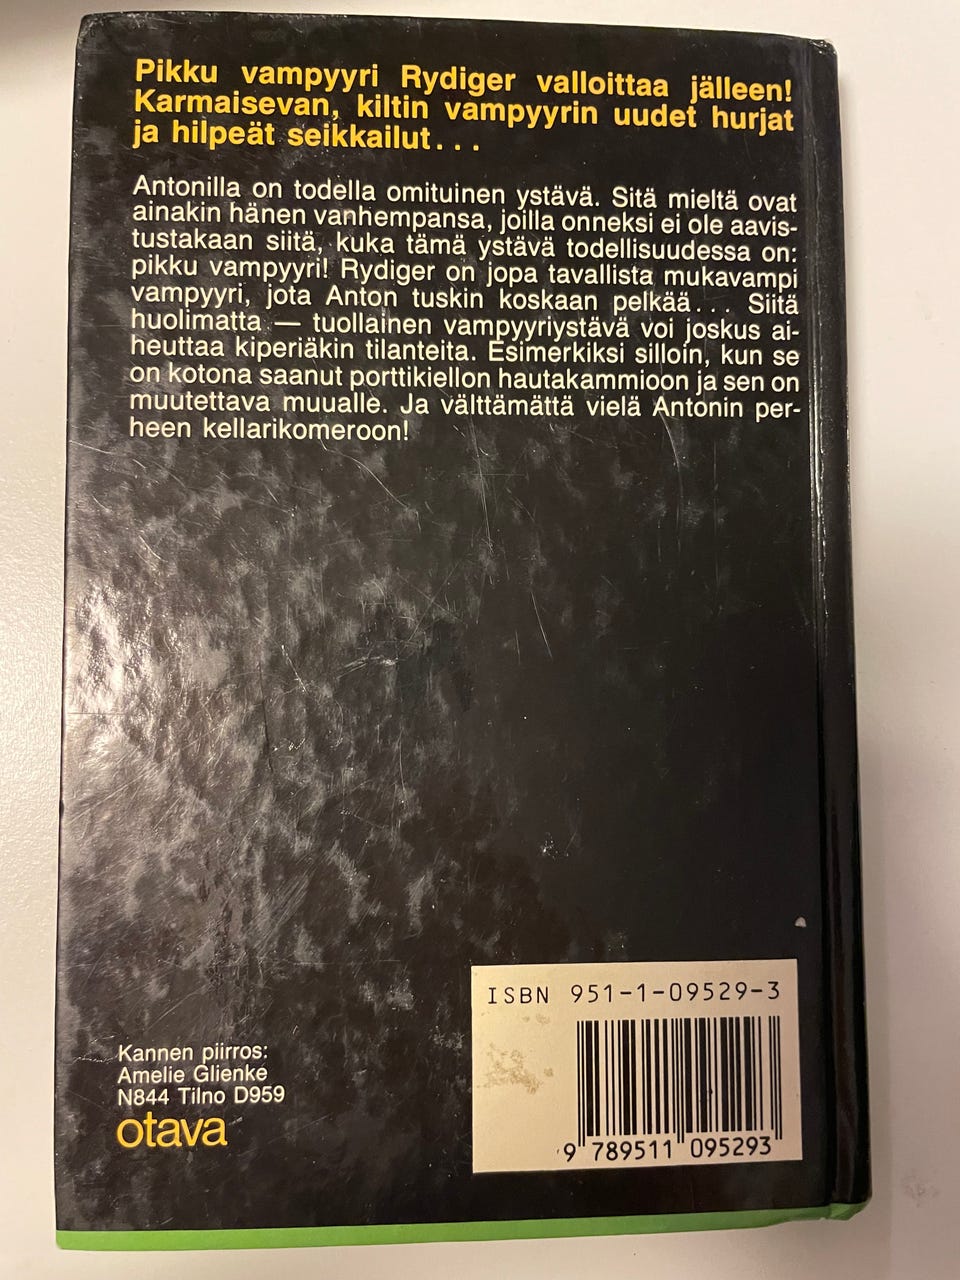 Pikku vampyyri Rydiger valloittaa jälleen!
Karmaisevan, kiltin vampyyrin uudet hurjat
ja hilpeät seikkailut...
Antonilla on todella omituinen ystävä. Sitä mieltä ovat
ainakin hänen vanhempansa, joilla onneksi ei ole aavis-
tustakaan siitä, kuka tämä ystävä todellisuudessa on:
pikku vampyyri! Rydiger on jopa tavallista mukavampi
vampyyri, jota Anton tuskin koskaan pelkää... Siitä
huolimatta — tuollainen vampyyriystävä voi joskus ai-
heuttaa kiperiäkin tilanteita. Esimerkiksi silloin, kun se
on kotona saanut porttikiellon hautakammioon ja sen on
muutettava muualle. Ja välttämättä vielä Antonin per-
heen kellarikomeroon!
Kannen piirros:
Amelie Glienke
N844 Tilno D959
otava
ISBN 951-1-09529-3
9 789511 095293